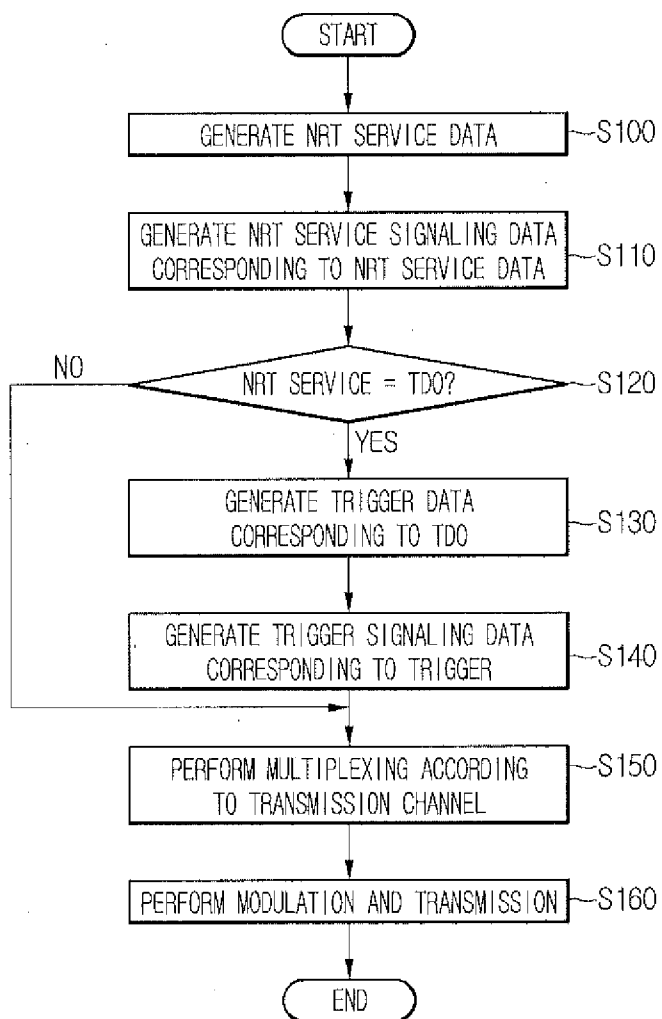 START
GENERATE NRT SERVICE DATA
S100
GENERATE NRT SERVICE SIGNALING DATA
CORRESPONDING TO NRT SERVICE DATA
S110
NO
NRT SERVICE = TDO?
S120
YES
GENERATE TRIGGER DATA
CORRESPONDING TO TDO
S130
GENERATE TRIGGER SIGNALING DATA
CORRESPONDING TO TRIGGER
S140
PERFORM MULTIPLEXING ACCORDING
TO TRANSMISSION CHANNEL
S150
PERFORM MODULATION AND TRANSMISSION
S160
END